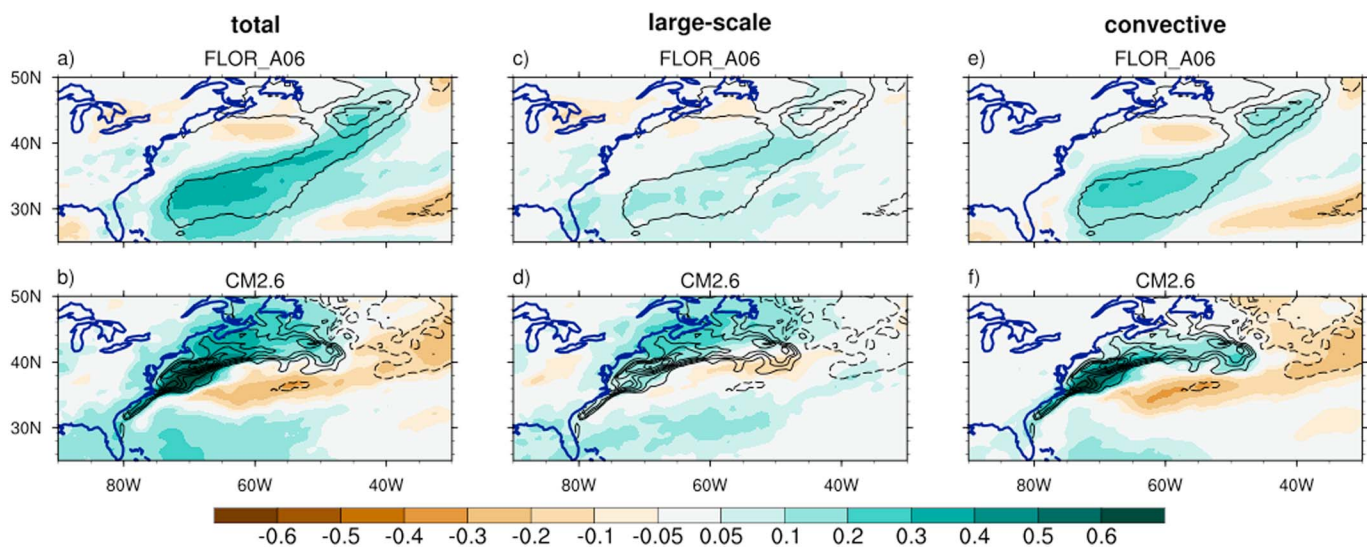 total large-scale convective
a) FLOR_A06 c) FLOR_A06 e) FLOR_A06
50N
40N
30N
b) CM2.6 d) CM2.6 f) CM2.6
50N
40N
30N
80W 60W 40W 80W 60W 40W 80W 60W 40W
-0.6 -0.5 -0.4 -0.3 -0.2 -0.1 -0.05 0.05 0.1 0.2 0.3 0.4 0.5 0.6